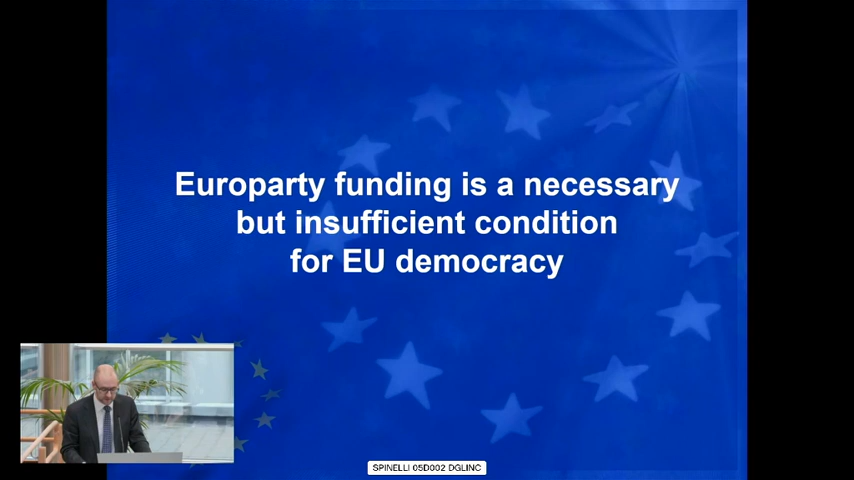 Europarty funding is a necessary
but insufficient condition
for EU democracy
SPINELLI 05D002 DGLINC